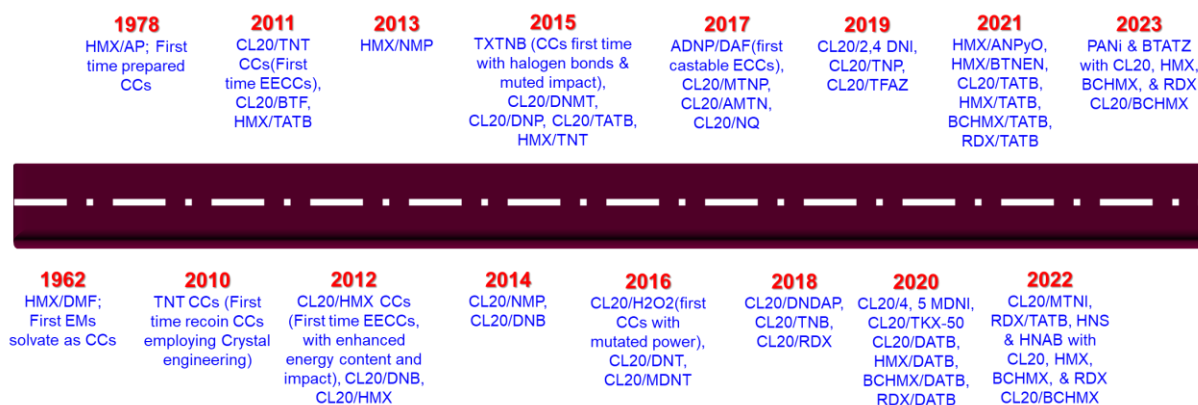 1978
HMX/AP; First
time prepared
CCs
2011
CL20/TNT
CCs(First
time EECCs),
CL20/BTF,
HMX/TATB
2013
HMX/NMP
2015
TXTNB (CCs first time
with halogen bonds &
muted impact),
CL20/DNMT,
CL20/DNP, CL20/TATB,
HMX/TNT
2017
ADNP/DAF(first
castable ECCs),
CL20/MTNP,
CL20/AMTN,
CL20/NQ
2019
CL20/2,4 DNI,
CL20/TNP,
CL20/TFAZ
2021
HMX/ANPyO,
HMX/BTNEN,
CL20/TATB,
HMX/TATB,
BCHMX/TATB,
RDX/TATB
2023
PANi & BTATZ
with CL20, HMX,
BCHMX, & RDX
CL20/BCHMX
1962
HMX/DMF;
First EMs
solvate as CCs
2010
TNT CCs (First
time recoin CCs
employing Crystal
engineering)
2012
CL20/HMX CCs
(First time EECCs,
with enhanced
energy content and
impact), CL20/DNB,
CL20/HMX
2014
CL20/NMP,
CL20/DNB
2016
CL20/H2O2(first
CCs with
mutated power),
CL20/DNT,
CL20/MDNT
2018
CL20/DNDAP,
CL20/TNB,
CL20/RDX
2020
CL20/4, 5 MDNI,
CL20/TKX-50
CL20/DATB,
HMX/DATB,
BCHMX/DATB,
RDX/DATB
2022
CL20/MTNI,
RDX/TATB, HNS
& HNAB with
CL20, HMX,
BCHMX, & RDX
CL20/BCHMX